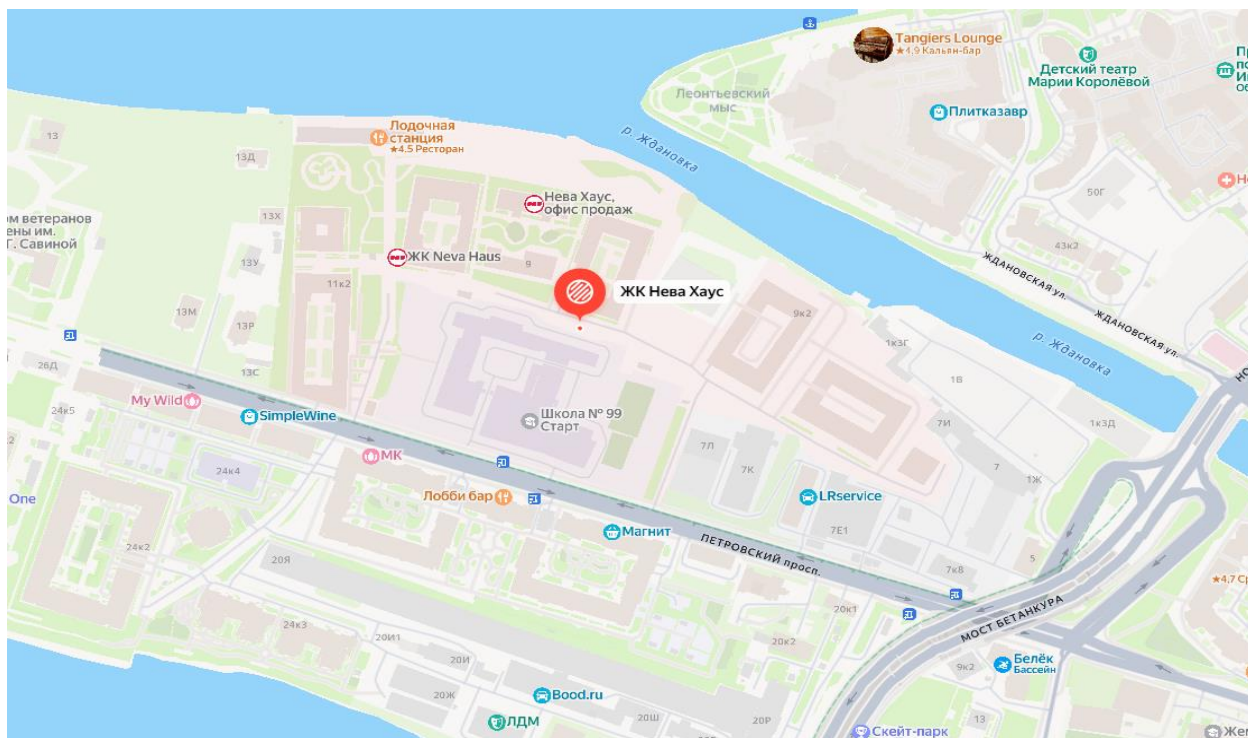 Tangiers Lounge
★4,9 Кальян-бар
Детский театр
Марии Королёвой
Леонтьевский
мыс
Плитказавр
р. Ждановка
Лодочная
станция
★4,5 Ресторан
13
13Д
50Г
Нева Хаус,
офис продаж
13Х
ЖК Neva Haus
9
43к2
13У
ЖДАНОВСКАЯ ул.
11к2
ЖК Нева Хаус
9к2
13М
13Р
ЖДАНОВСКАЯ ул.
р. Ждановка
1к3Г
26Д
13С
1В
My Wild
24к5
SimpleWine
Школа № 99
Старт
7И
1к3Д
7Л
МК
7К
7
24к4
1Ж
One
Лобби бар
LRservice
Магнит
7Е1
ПЕТРОВСКИЙ просп.
24к2
20Я
5
7к8
★4,7
МОСТ БЕТАНКУРА
20к1
24к3
20И1
20к2
20И
Белёк
Бассейн
9к2
20Ж
Bood.ru
ЛДМ
20Ш
20Р
13
Скейт-парк